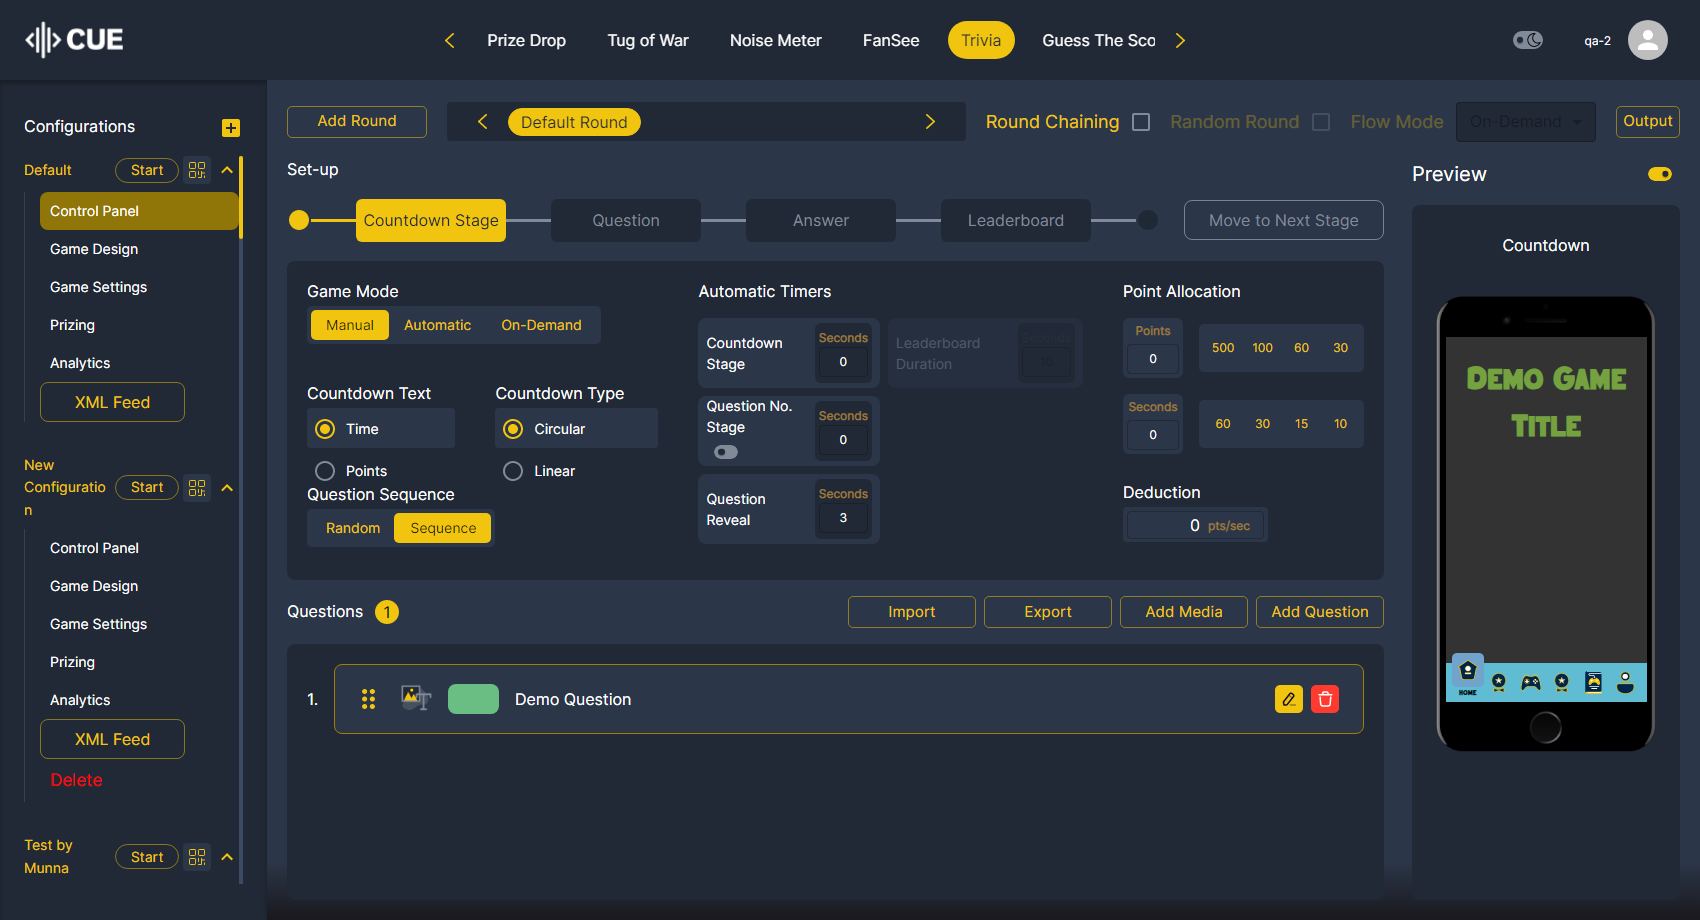 CUE
Prize Drop
Tug of War
Noise Meter
FanSee
Trivia
Guess The Sco
qa-2
Configurations
Default
Start
Control Panel
Game Design
Game Settings
Prizing
Analytics
XML Feed
New
Configuratio
n
Start
Control Panel
Game Design
Game Settings
Prizing
Analytics
XML Feed
Delete
Test by
Munna
Start
Add Round
Default Round
Round Chaining
Random Round
Flow Mode
On-Demand
Output
Set-up
Countdown Stage
Question
Answer
Leaderboard
Move to Next Stage
Game Mode
Manual
Automatic
On-Demand
Countdown Text
Time
Points
Countdown Type
Circular
Linear
Question Sequence
Random
Sequence
Automatic Timers
Countdown
Stage
Seconds
0
Leaderboard
Duration
Seconds
10
Question No.
Stage
Seconds
0
Question
Reveal
Seconds
3
Point Allocation
Points
0
500 100 60 30
Seconds
0
60 30 15 10
Deduction
0 pts/sec
Questions 1
Import
Export
Add Media
Add Question
1.
Demo Question
Preview
Countdown
Demo Game
Title
HOME